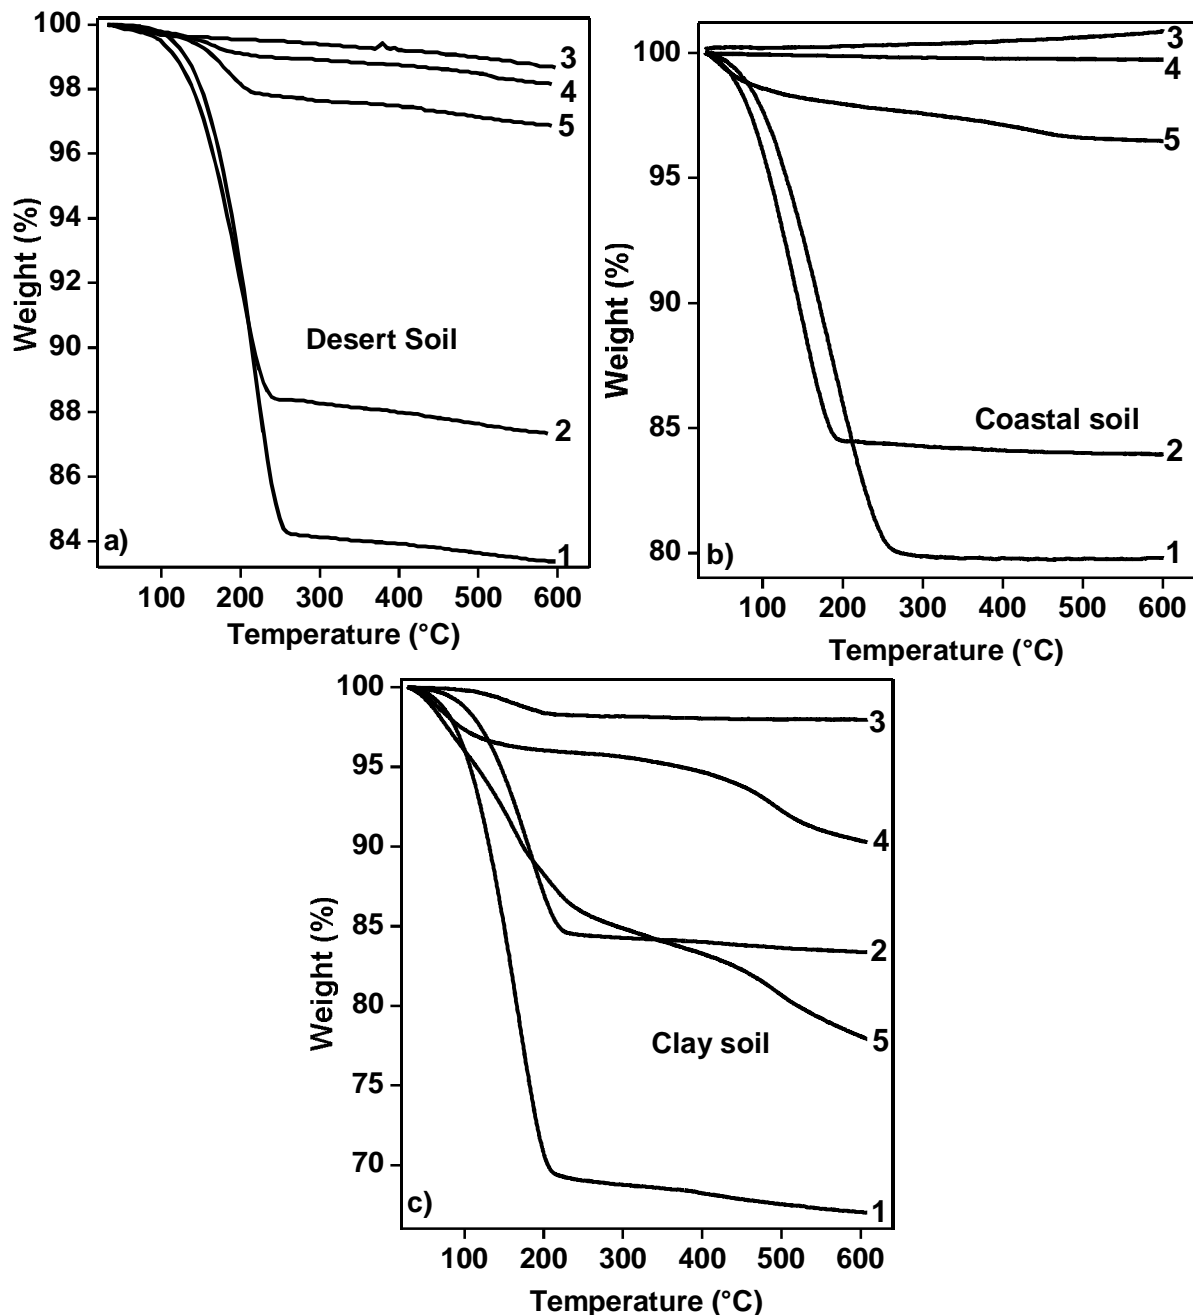 100
98
96
94
92
90
88
86
84
Weight (%)
3
4
5
2
1
Desert Soil
a)
100 200 300 400 500 600
Temperature (°C)
100
95
90
85
80
Weight (%)
3
4
5
2
1
Coastal soil
b)
100 200 300 400 500 600
Temperature (°C)
100
95
90
85
80
75
70
Weight (%)
3
4
2
5
1
Clay soil
c)
100 200 300 400 500 600
Temperature (°C)